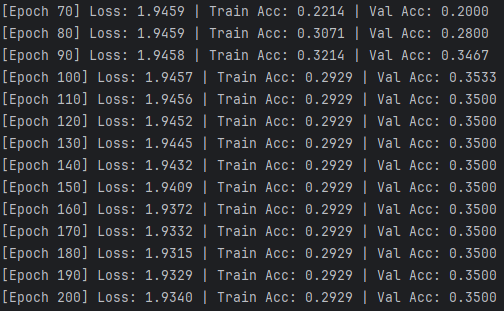 [Epoch 70] Loss: 1.9459 | Train Acc: 0.2214 | Val Acc: 0.2000
[Epoch 80] Loss: 1.9459 | Train Acc: 0.3071 | Val Acc: 0.2800
[Epoch 90] Loss: 1.9458 | Train Acc: 0.3214 | Val Acc: 0.3467
[Epoch 100] Loss: 1.9457 | Train Acc: 0.2929 | Val Acc: 0.3533
[Epoch 110] Loss: 1.9456 | Train Acc: 0.2929 | Val Acc: 0.3500
[Epoch 120] Loss: 1.9452 | Train Acc: 0.2929 | Val Acc: 0.3500
[Epoch 130] Loss: 1.9445 | Train Acc: 0.2929 | Val Acc: 0.3500
[Epoch 140] Loss: 1.9432 | Train Acc: 0.2929 | Val Acc: 0.3500
[Epoch 150] Loss: 1.9409 | Train Acc: 0.2929 | Val Acc: 0.3500
[Epoch 160] Loss: 1.9372 | Train Acc: 0.2929 | Val Acc: 0.3500
[Epoch 170] Loss: 1.9332 | Train Acc: 0.2929 | Val Acc: 0.3500
[Epoch 180] Loss: 1.9315 | Train Acc: 0.2929 | Val Acc: 0.3500
[Epoch 190] Loss: 1.9329 | Train Acc: 0.2929 | Val Acc: 0.3500
[Epoch 200] Loss: 1.9340 | Train Acc: 0.2929 | Val Acc: 0.3500